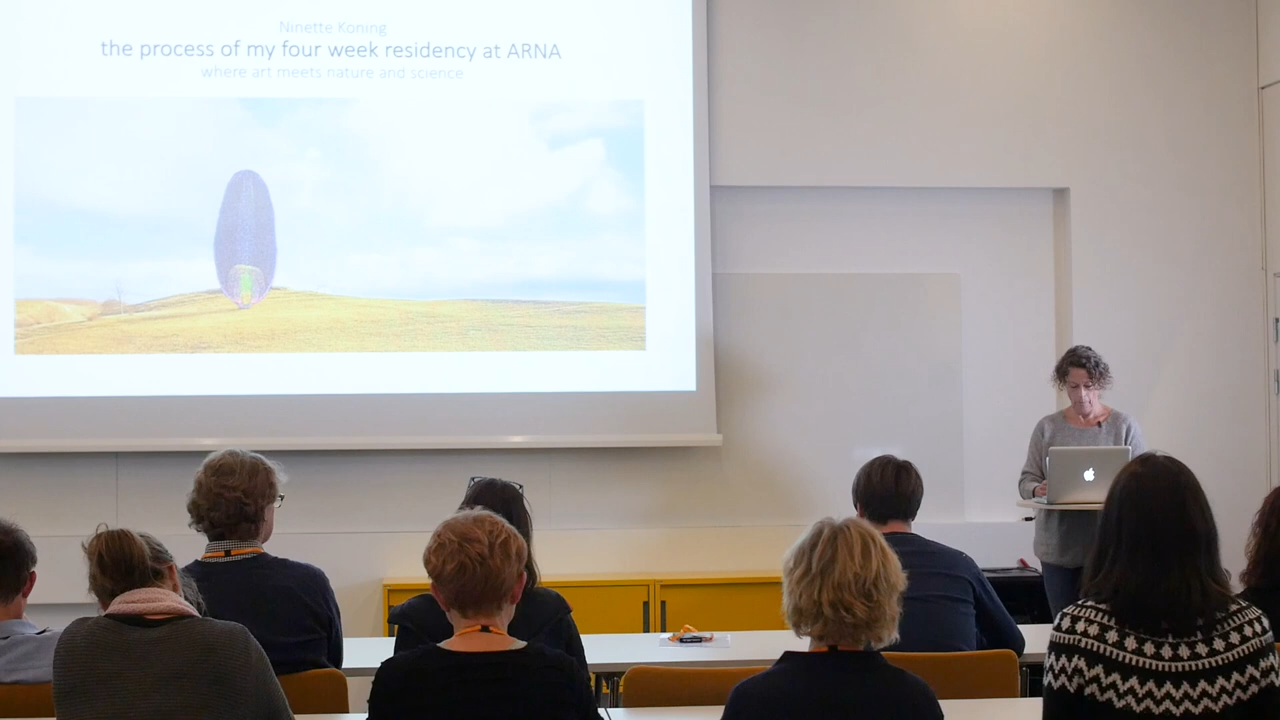 Ninette Koning
the process of my four week residency at ARNA
where art meets nature and science